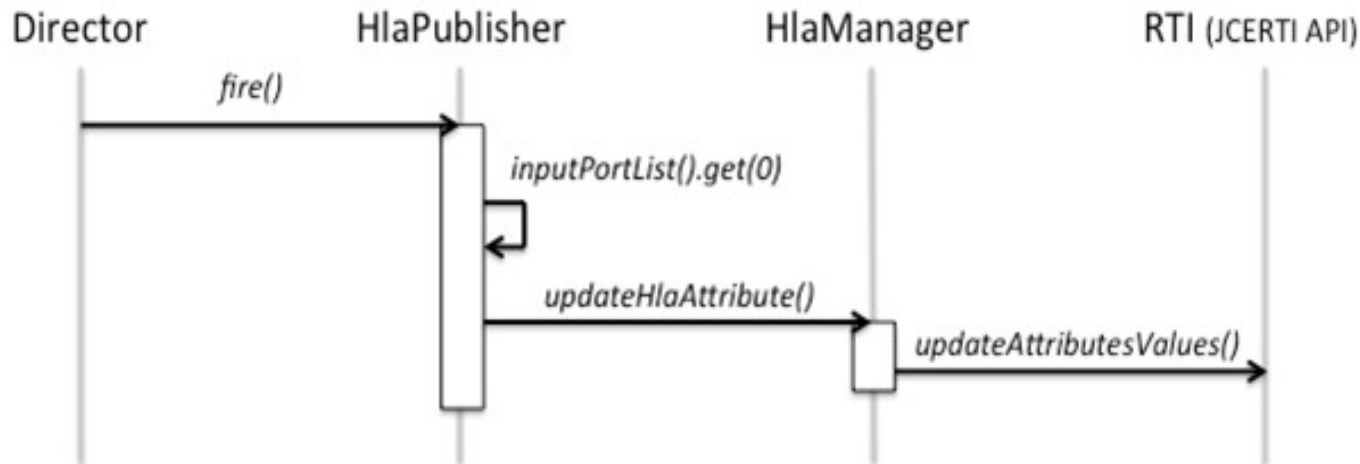 Director HlaPublisher HlaManager RTI (JCERTI API)
fire()
inputPortList().get(0)
updateHlaAttribute()
updateAttributesValues()